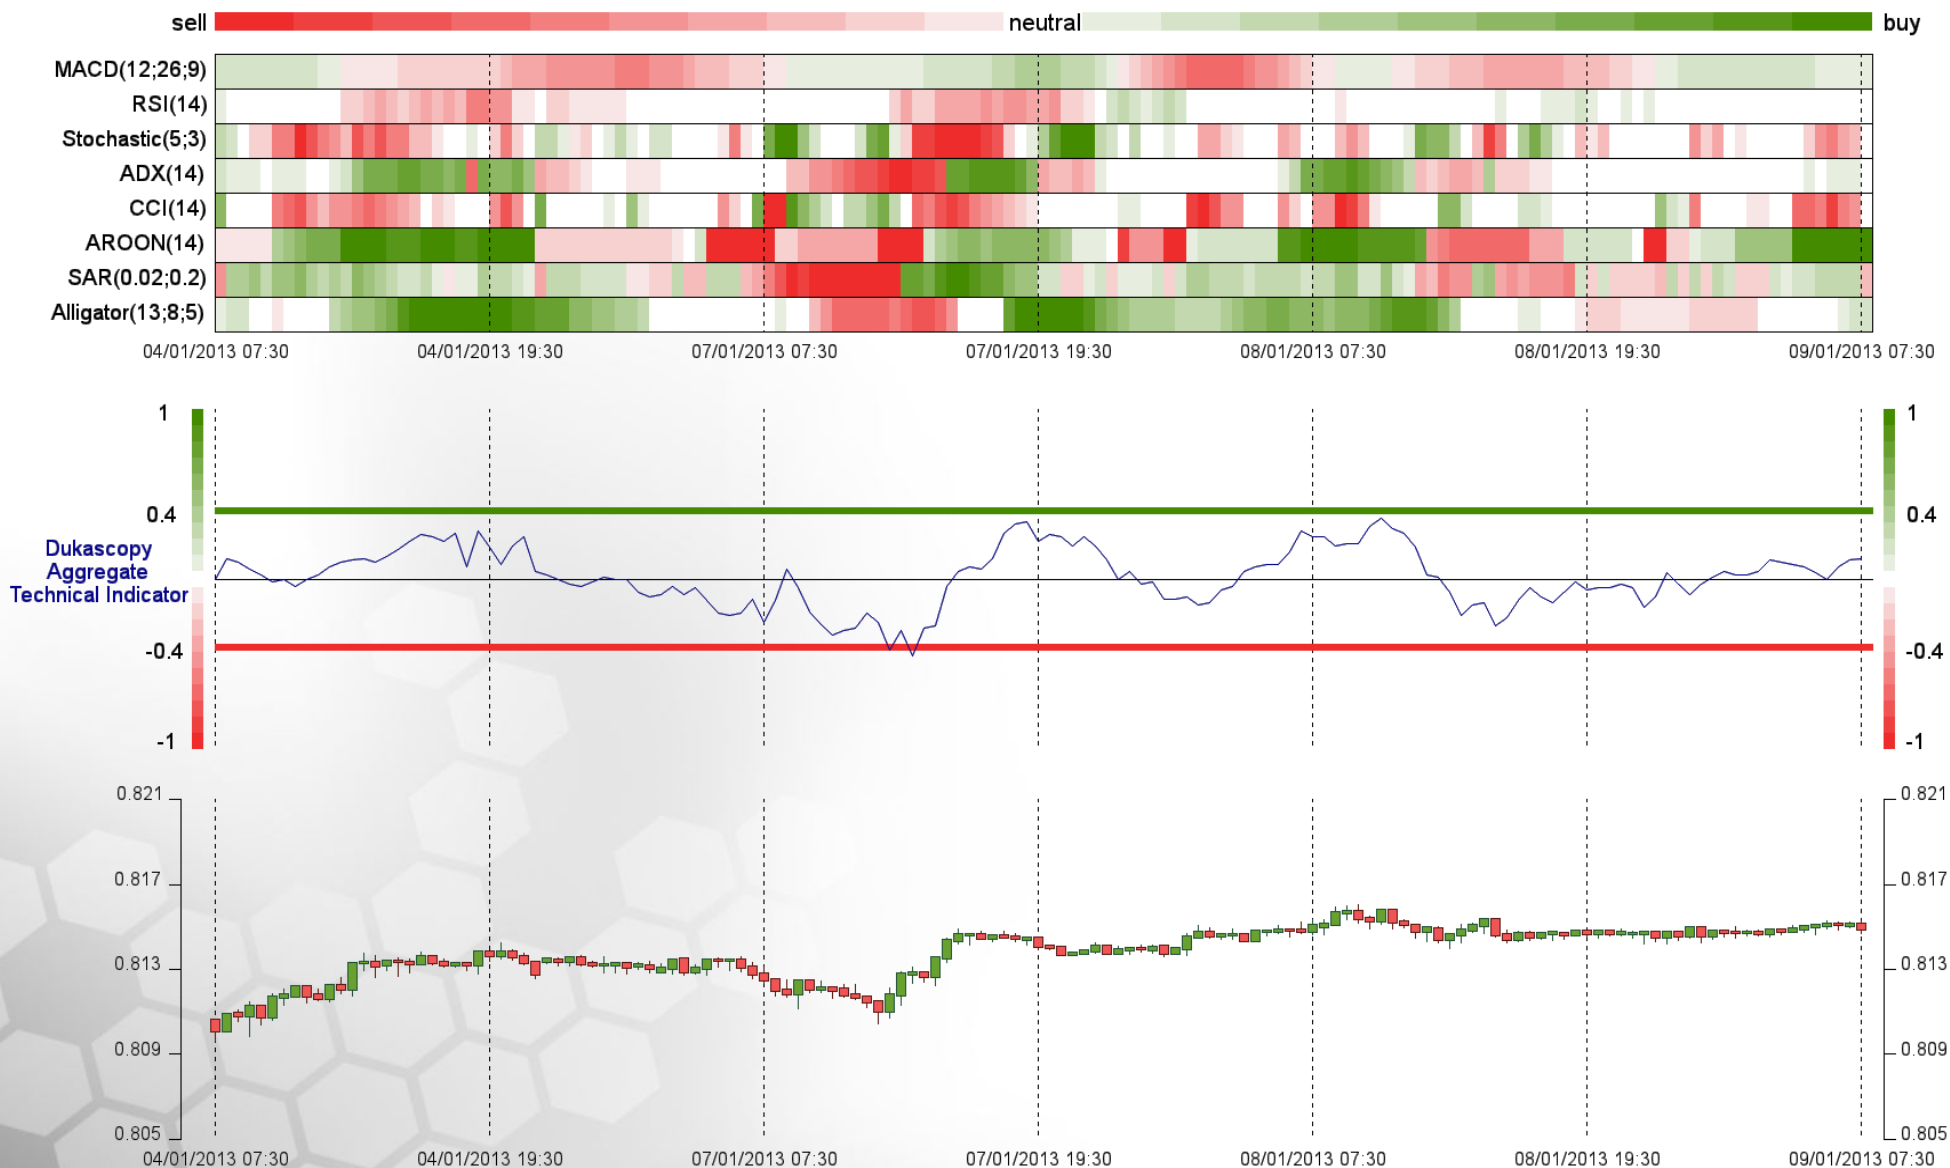 sell neutral buy
MACD(12;26;9)
RSI(14)
Stochastic(5;3)
ADX(14)
CCI(14)
AROON(14)
SAR(0.02;0.2)
Alligator(13;8;5)
04/01/2013 07:30 04/01/2013 19:30 07/01/2013 07:30 07/01/2013 19:30 08/01/2013 07:30 08/01/2013 19:30 09/01/2013 07:30
1 1
0.4 0.4
Dukascopy
Aggregate
Technical Indicator
-0.4 -0.4
-1 -1
0.821 0.821
0.817 0.817
0.813 0.813
0.809 0.809
0.805 0.805
04/01/2013 07:30 04/01/2013 19:30 07/01/2013 07:30 07/01/2013 19:30 08/01/2013 07:30 08/01/2013 19:30 09/01/2013 07:30